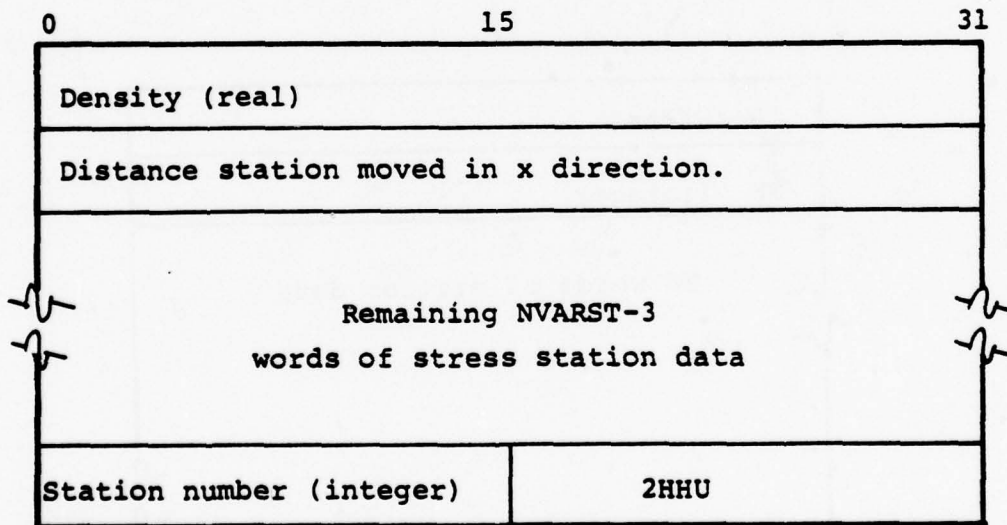 0 15 31
Density (real)
Distance station moved in x direction.
Remaining NVARST-3
words of stress station data
Station number (integer) 2HHU